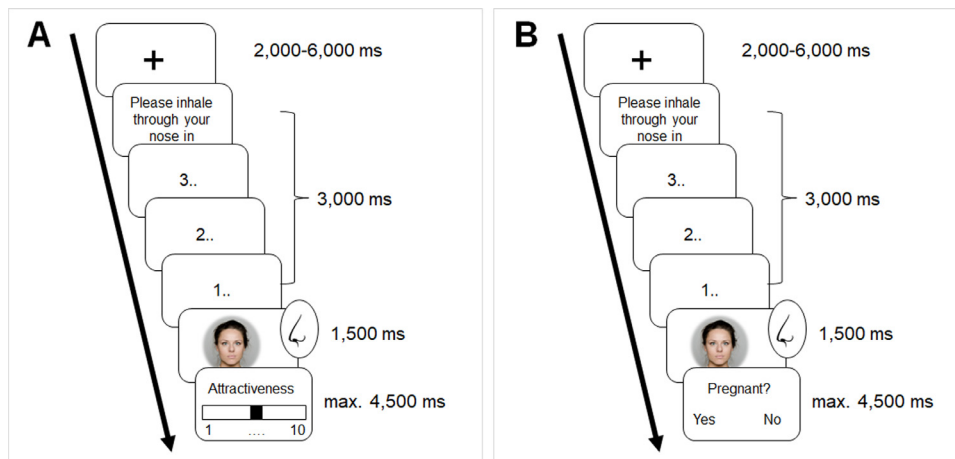 A
+
2,000-6,000 ms
Please inhale
through your
nose in
3..
3,000 ms
2..
1..
1,500 ms
Attractiveness
max. 4,500 ms
1 .... 10
B
+
2,000-6,000 ms
Please inhale
through your
nose in
3..
3,000 ms
2..
1..
1,500 ms
Pregnant?
max. 4,500 ms
Yes No